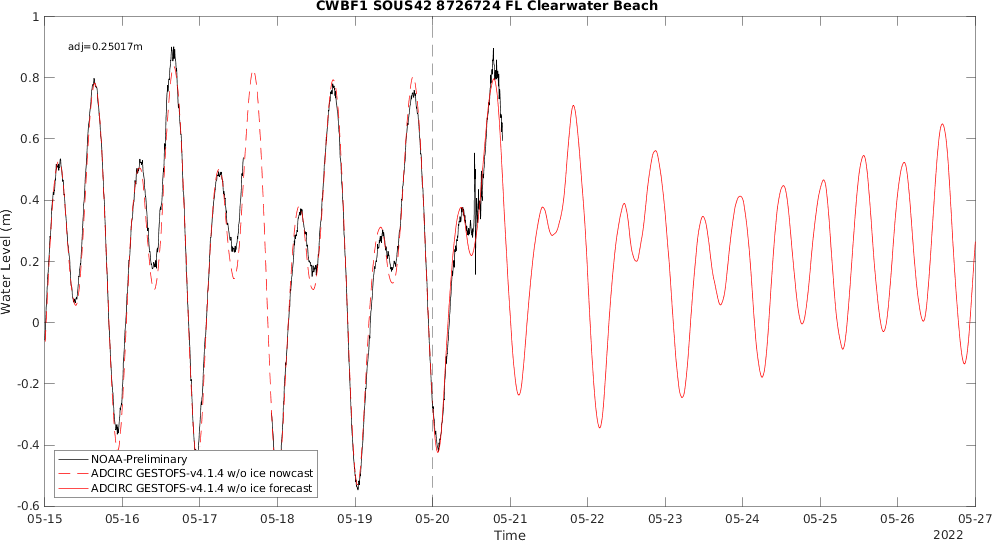 CWBF1 SOUS42 8726724 FL Clearwater Beach
adj=0.25017m
Water Level (m)
1
0.8
0.6
0.4
0.2
0
-0.2
-0.4
-0.6
NOAA-Preliminary
ADCIRC GESTOFS-v4.1.4 w/o ice nowcast
ADCIRC GESTOFS-v4.1.4 w/o ice forecast
05-15 05-16 05-17 05-18 05-19 05-20 05-21 05-22 05-23 05-24 05-25 05-26 05-27
Time
2022